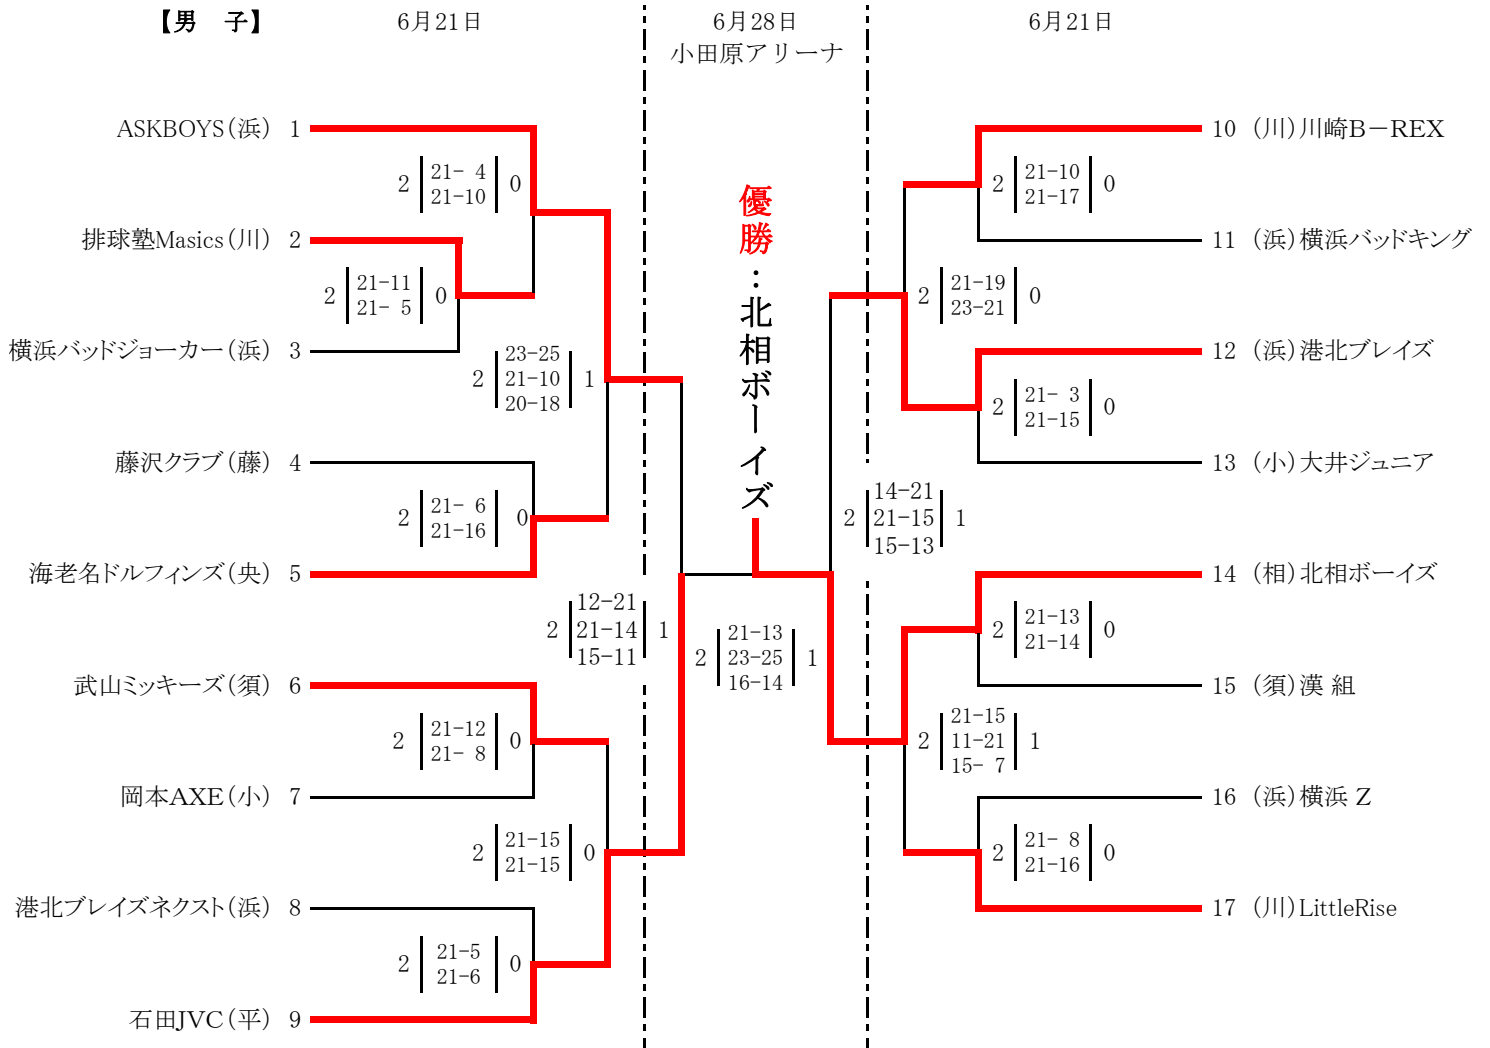 【男　子】
6月21日
6月28日
6月21日
小田原アリーナ
ASKBOYS（浜） 1
2 21- 4 0
21-10
排球塾Masics（川） 2
2 21-11 0
21- 5
横浜バッドジョーカー（浜） 3
23-25
2 21-10 1
20-18
藤沢クラブ（藤） 4
2 21- 6 0
21-16
海老名ドルフィンズ（央） 5
12-21
2 21-14 1
15-11
武山ミッキーズ（須） 6
2 21-12 0
21- 8
岡本AXE（小） 7
2 21-15 0
21-15
港北ブレイズネクスト（浜） 8
2 21-5 0
21-6
石田JVC（平） 9
優勝：北相ボーイズ
21-13
2 23-25 1
16-14
10 （川）川崎B－REX
2 21-10 0
21-17
11 （浜）横浜バッドキング
2 21-19 0
23-21
12 （浜）港北ブレイズ
2 21- 3 0
21-15
13 （小）大井ジュニア
14-21
2 21-15 1
15-13
14 （相）北相ボーイズ
2 21-13 0
21-14
15 （須）漢 組
21-15
2 11-21 1
15- 7
16 （浜）横浜 Z
2 21- 8 0
21-16
17 （川）LittleRise